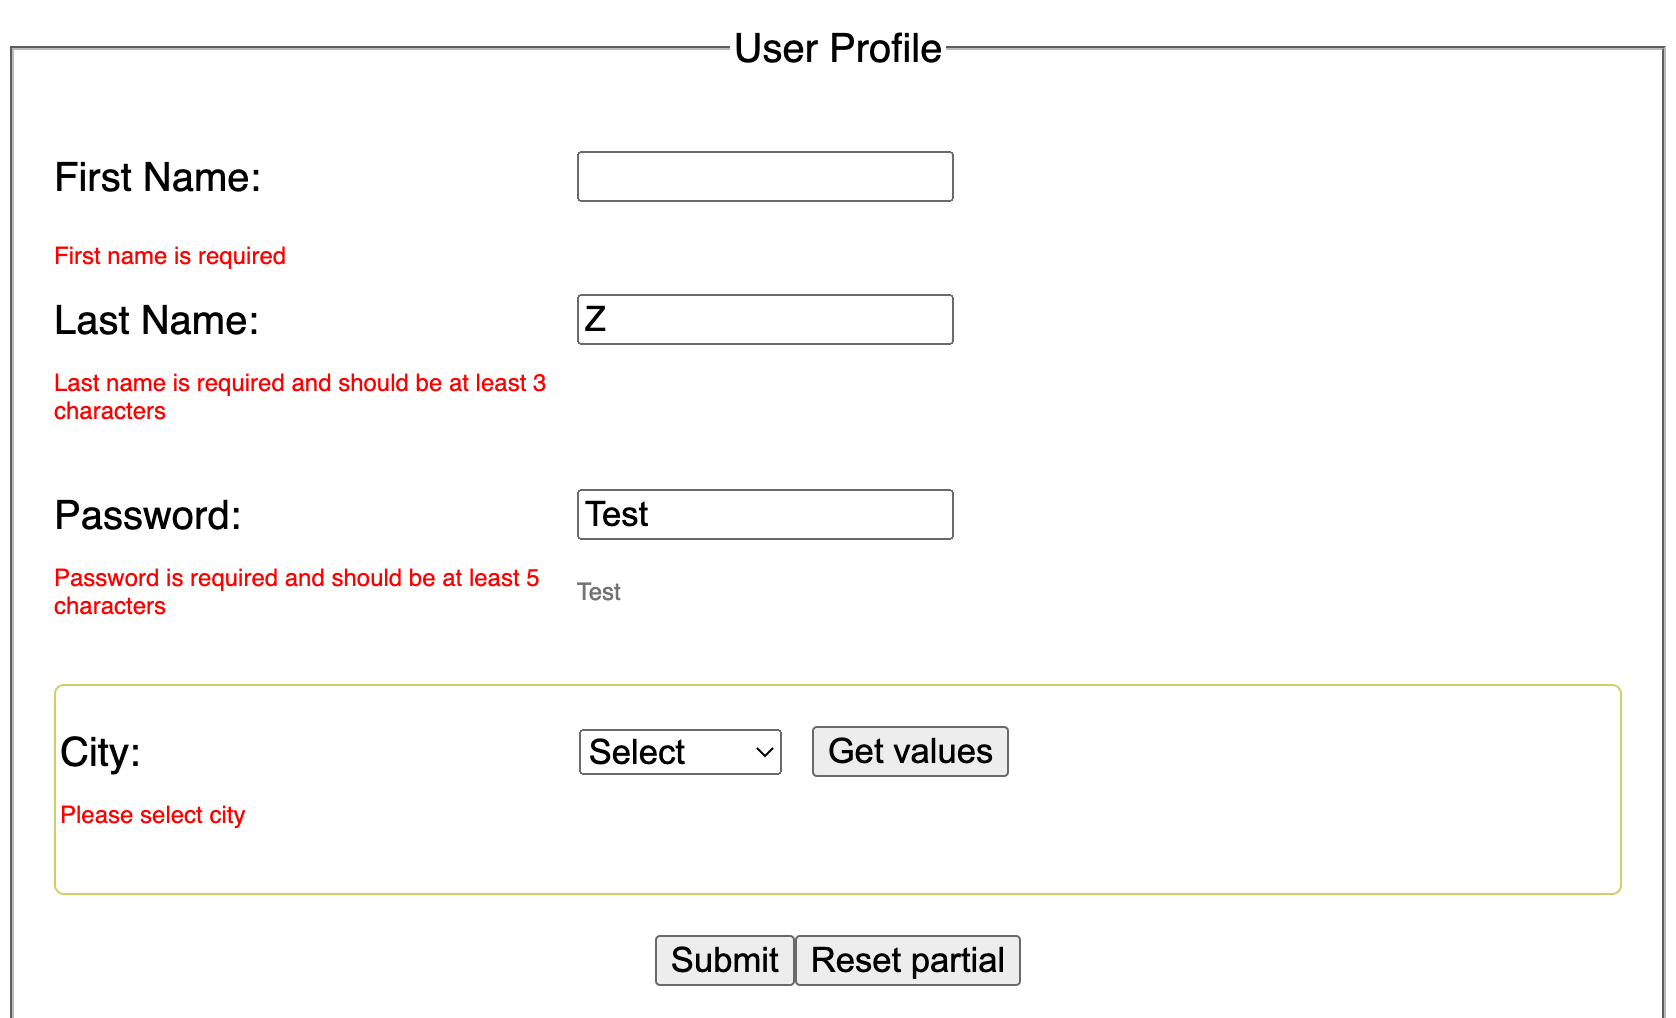 User Profile
First Name:
First name is required
Last Name: Z
Last name is required and should be at least 3
characters
Password: Test
Password is required and should be at least 5
characters
Test
City: Select Get values
Please select city
Submit Reset partial